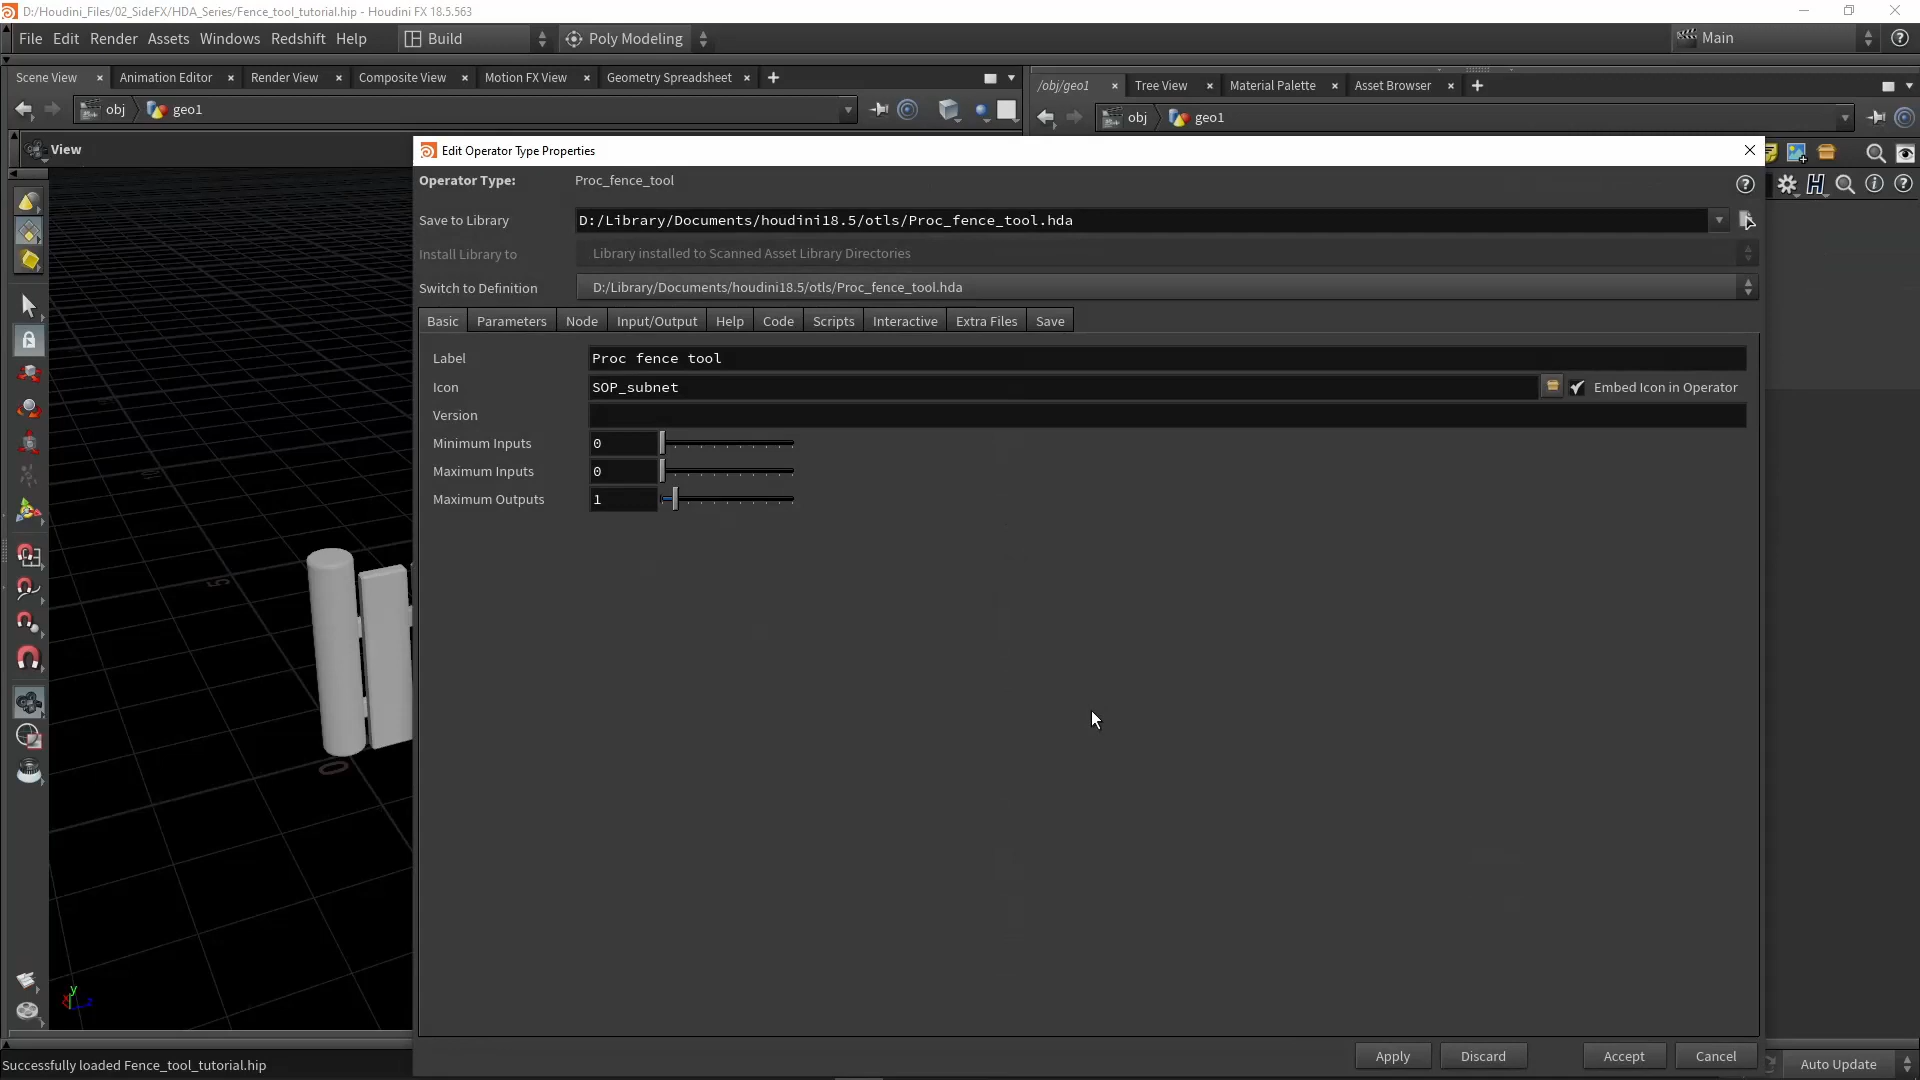 D:/Houdini_Files/02_SideFX/HDA_Series/Fence_tool_tutorial.hip - Houdini FX 18.5.563
File Edit Render Assets Windows Redshift Help Build Poly Modeling Main
Scene View Animation Editor Render View Composite View Motion FX View Geometry Spreadsheet
/obj/geo1 Tree View Material Palette Asset Browser
obj geo1
obj geo1
View
Edit Operator Type Properties
Operator Type: Proc_fence_tool
Save to Library D:/Library/Documents/houdini18.5/otls/Proc_fence_tool.hda
Install Library to Library installed to Scanned Asset Library Directories
Switch to Definition D:/Library/Documents/houdini18.5/otls/Proc_fence_tool.hda
Basic Parameters Node Input/Output Help Code Scripts Interactive Extra Files Save
Label Proc fence tool
Icon SOP_subnet Embed Icon in Operator
Version
Minimum Inputs 0
Maximum Inputs 0
Maximum Outputs 1
5
0
y
x
z
Apply Discard Accept Cancel
Successfully loaded Fence_tool_tutorial.hip
Auto Update